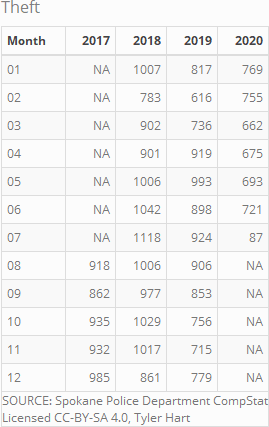 Theft
Month 2017 2018 2019 2020
01 NA 1007 817 769
02 NA 783 616 755
03 NA 902 736 662
04 NA 901 919 675
05 NA 1006 993 693
06 NA 1042 898 721
07 NA 1118 924 87
08 918 1006 906 NA
09 862 977 853 NA
10 935 1029 756 NA
11 932 1017 715 NA
12 985 861 779 NA
SOURCE: Spokane Police Department CompStat
Licensed CC-BY-SA 4.0, Tyler Hart